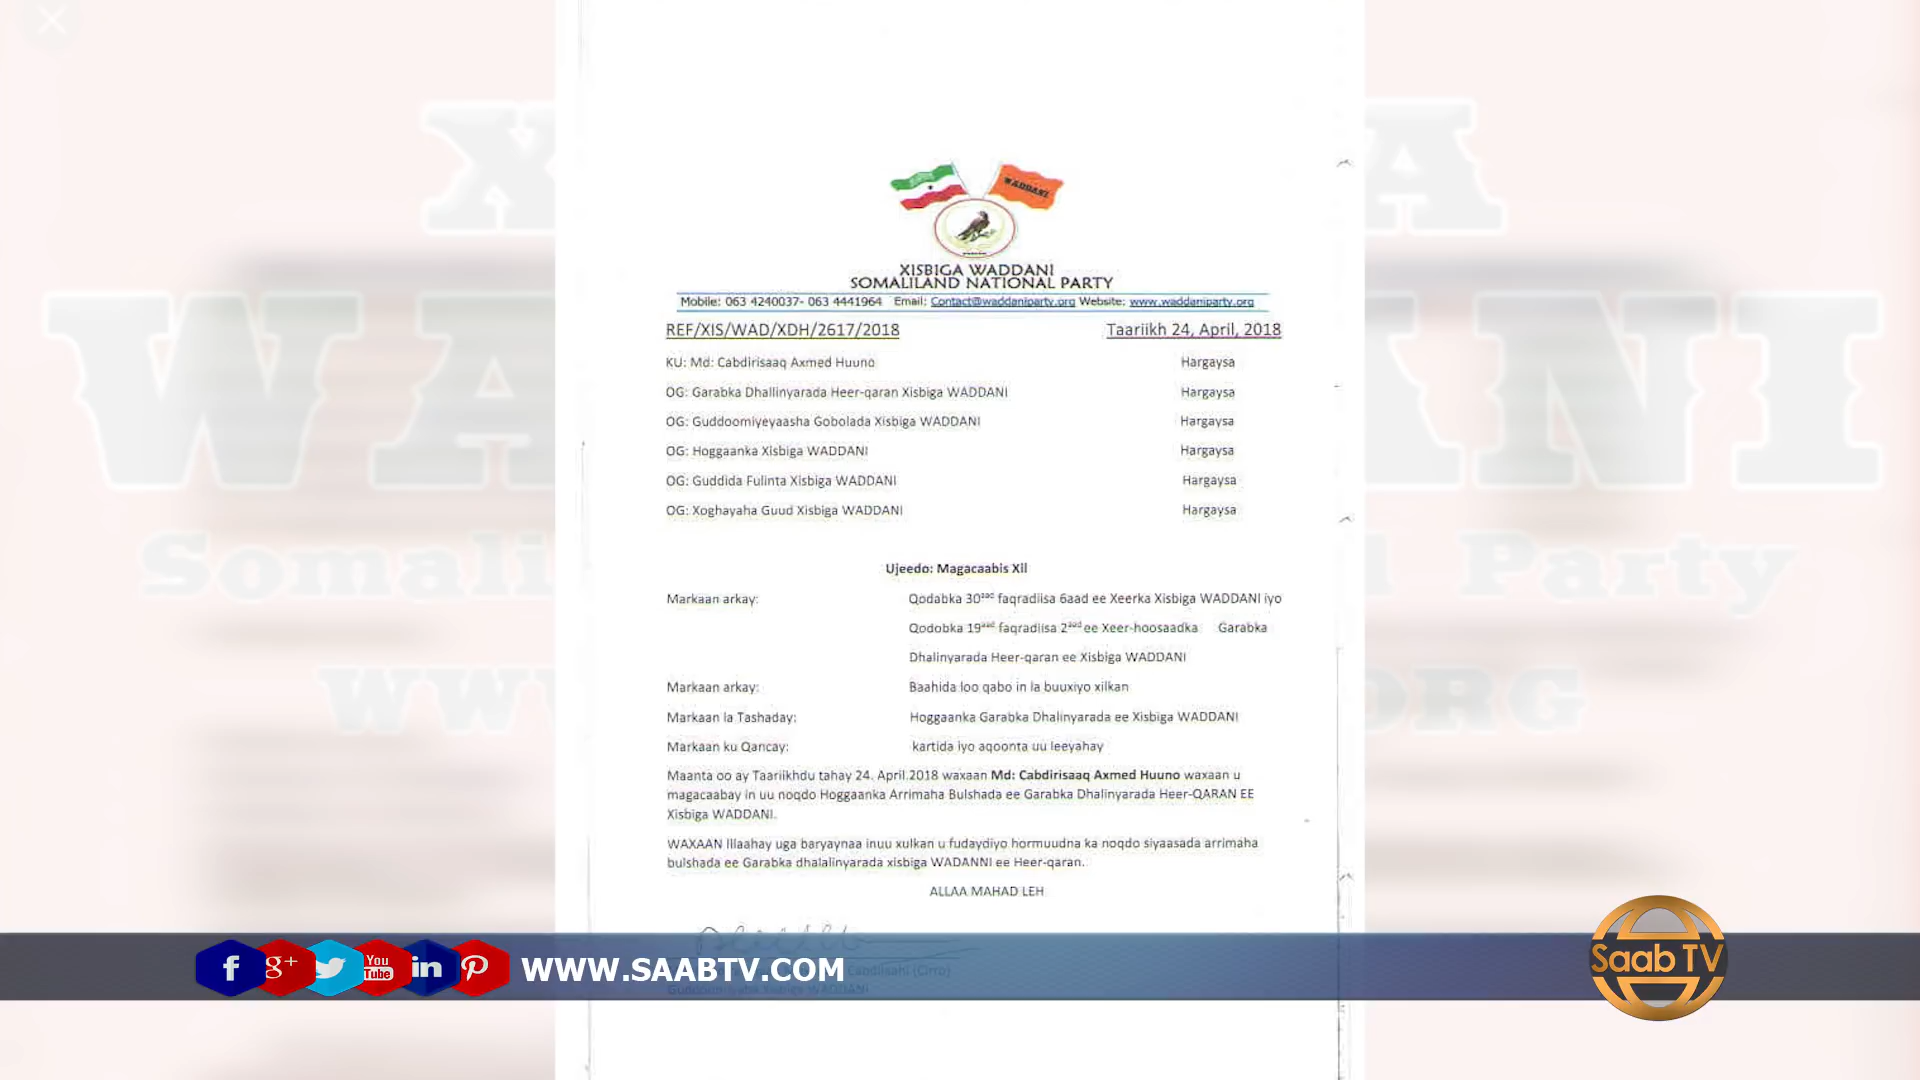 WADDANI
XISBIGA WADDANI
SOMALILAND NATIONAL PARTY
Mobile: 063 4240037- 063 4441964 Email: Contact@waddaniparty.org Website: www.waddaniparty.org
REF/XIS/WAD/XDH/2617/2018 Taariikh 24, April, 2018
KU: Md: Cabdirisaaq Axmed Huuno Hargaysa
OG: Garabka Dhallinyarada Heer-qaran Xisbiga WADDANI Hargaysa
OG: Guddoomiyeyaasha Gobolada Xisbiga WADDANI Hargaysa
OG: Hoggaanka Xisbiga WADDANI Hargaysa
OG: Guddida Fulinta Xisbiga WADDANI Hargaysa
OG: Xoghayaha Guud Xisbiga WADDANI Hargaysa
Ujeedo: Magacaabis Xil
Markaan arkay: Qodabka 30aad faqradiisa 6aad ee Xeerka Xisbiga WADDANI iyo
Qodobka 19aad faqradiisa 2aad ee Xeer-hoosaadka Garabka
Dhalinyarada Heer-qaran ee Xisbiga WADDANI
Markaan arkay: Baahida loo qabo in la buuxiyo xilkan
Markaan la Tashaday: Hoggaanka Garabka Dhalinyarada ee Xisbiga WADDANI
Markaan ku Qancay: kartida iyo aqoonta uu leeyahay
Maanta oo ay Taariikhdu tahay 24. April.2018 waxaan Md: Cabdirisaaq Axmed Huuno waxaan u
magacaabay in uu noqdo Hoggaanka Arrimaha Bulshada ee Garabka Dhalinyarada Heer-QARAN EE
Xisbiga WADDANI.
WAXAAN Illaahay uga baryaynaa inuu xulkan u fudaydiyo hormuudna ka noqdo siyaasada arrimaha
bulshada ee Garabka dhalalinyarada xisbiga WADANNI ee Heer-qaran.
ALLAA MAHAD LEH
Cabdilaahi (Cirro)
Guddoomiyaha Xisbiga WADDANI
f g+ You Tube in
WWW.SAABTV.COM
Saab TV